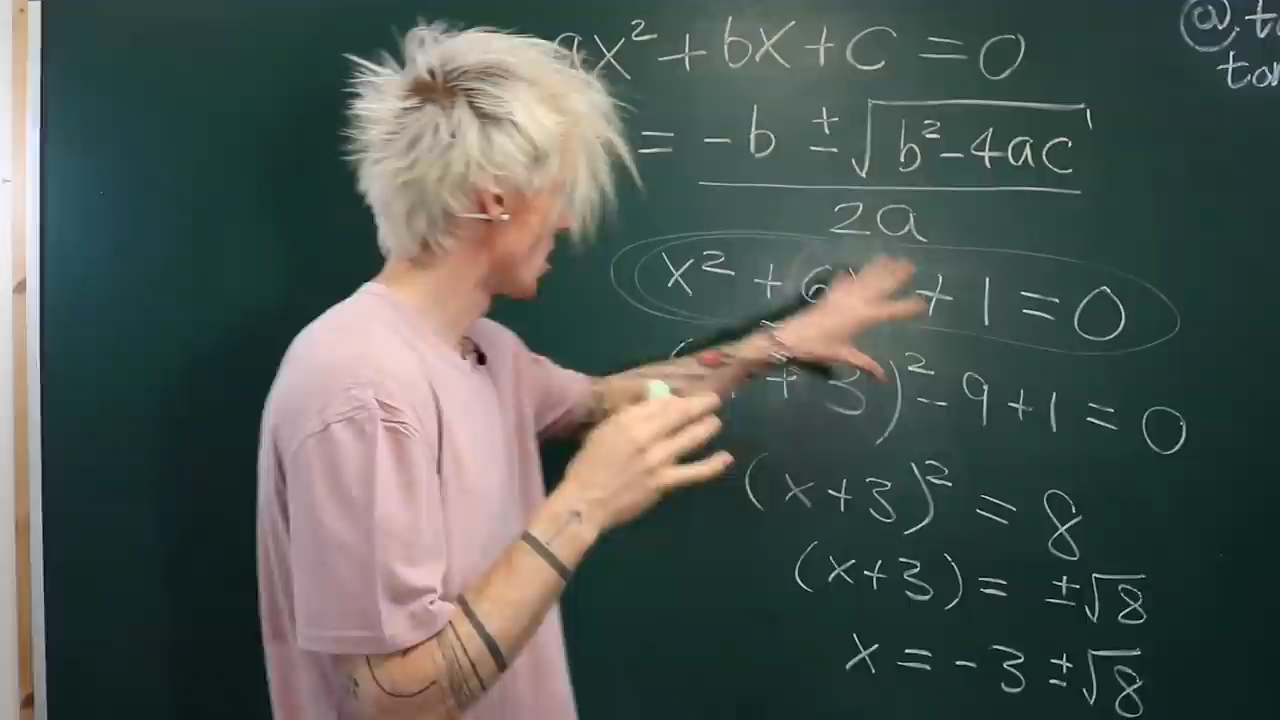 ax² + bx + c = 0
= -b ± √b²-4ac
2a
x² + 6 + 1 = 0
+ 3)² - 9 + 1 = 0
(x+3)² = 8
(x+3) = ±√8
x = -3 ±√8
@